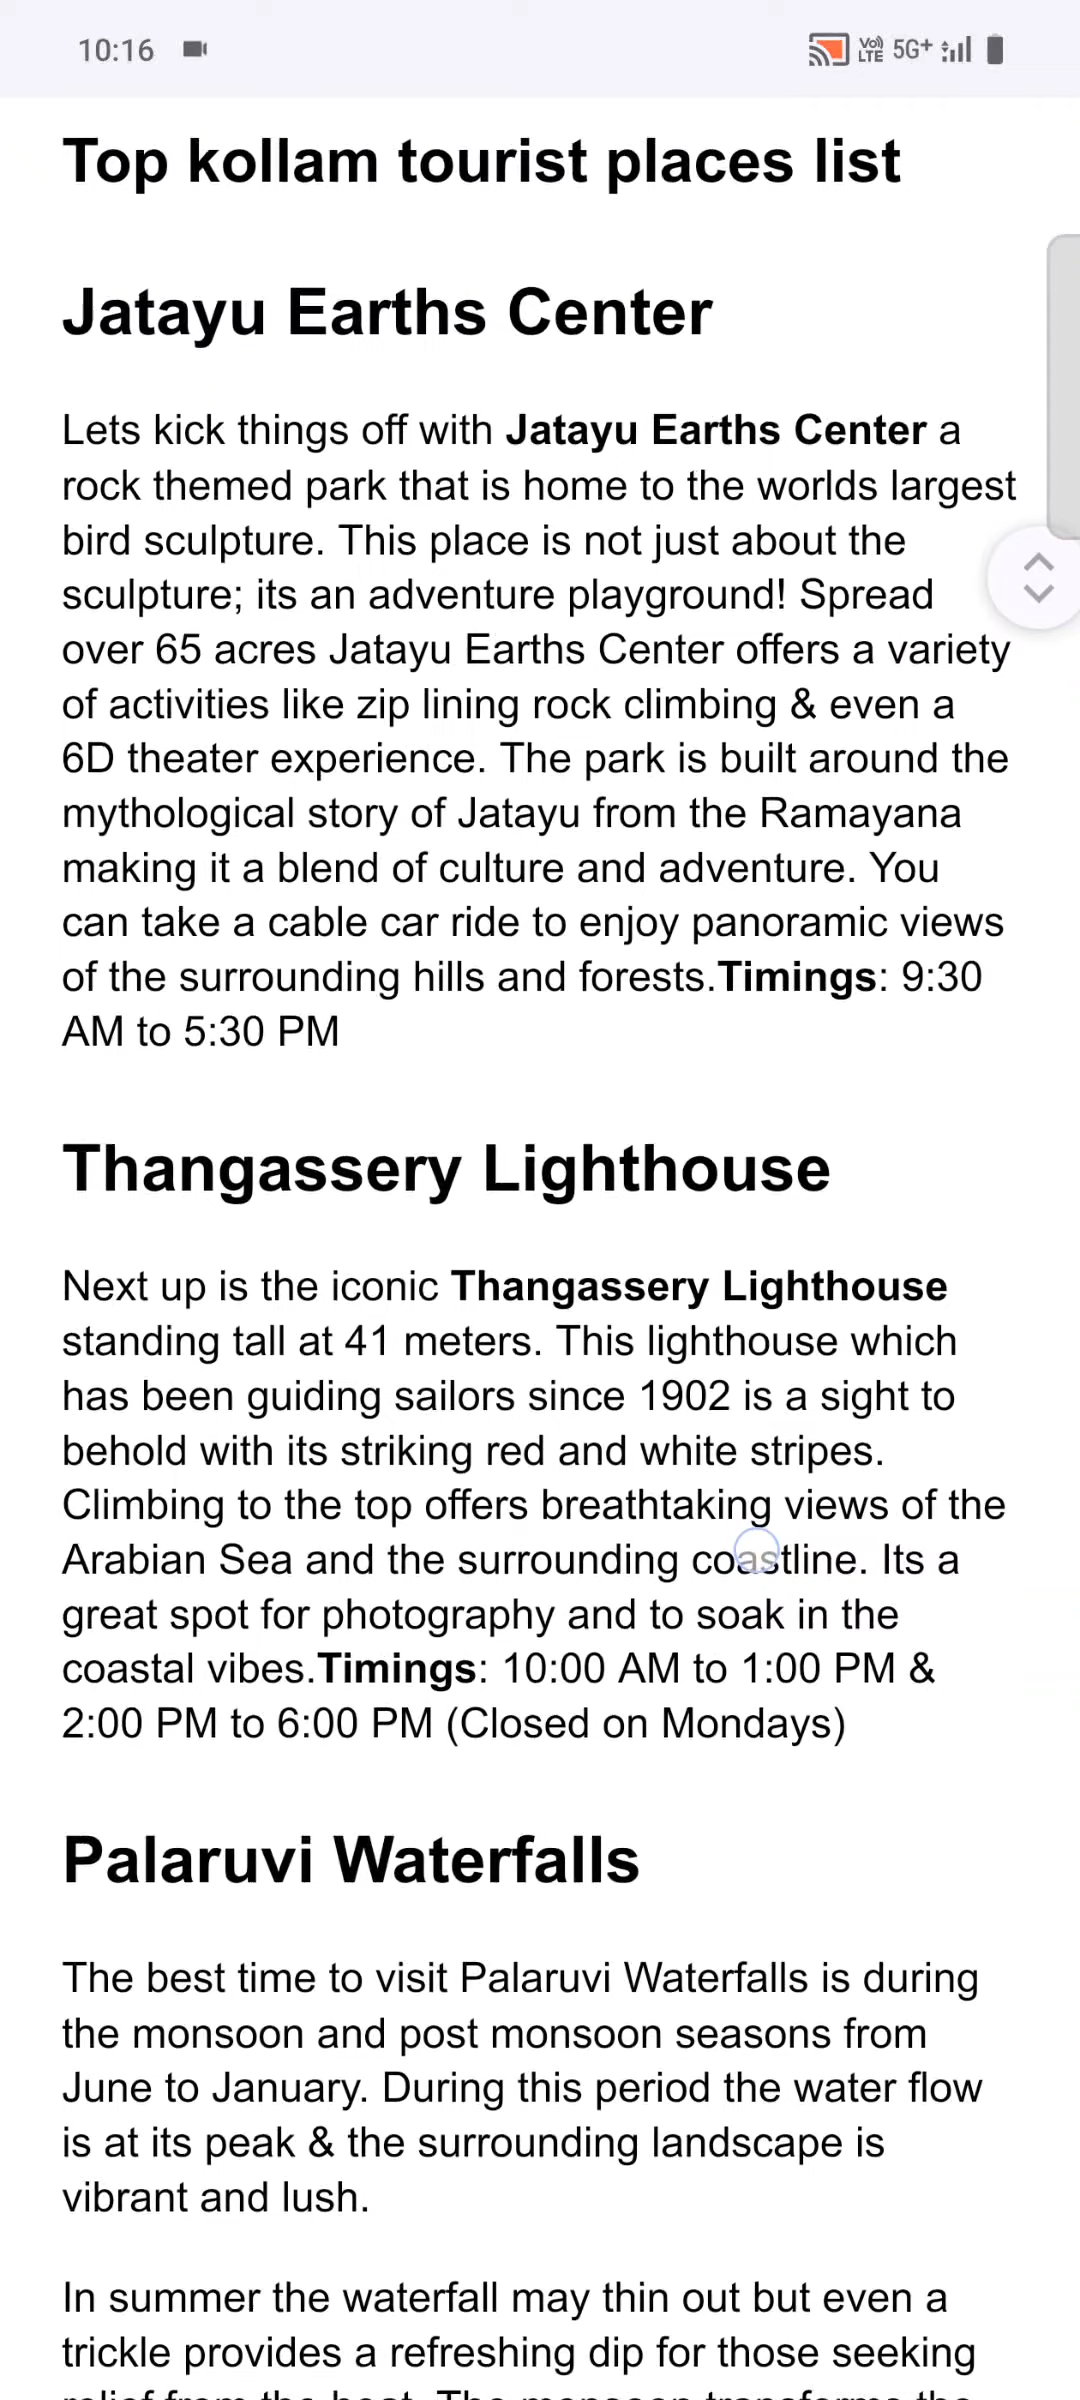 10:16
Vo)) LTE 5G+
Top kollam tourist places list
Jatayu Earths Center
Lets kick things off with Jatayu Earths Center a
rock themed park that is home to the worlds largest
bird sculpture. This place is not just about the
sculpture; its an adventure playground! Spread
over 65 acres Jatayu Earths Center offers a variety
of activities like zip lining rock climbing & even a
6D theater experience. The park is built around the
mythological story of Jatayu from the Ramayana
making it a blend of culture and adventure. You
can take a cable car ride to enjoy panoramic views
of the surrounding hills and forests.Timings: 9:30
AM to 5:30 PM
Thangassery Lighthouse
Next up is the iconic Thangassery Lighthouse
standing tall at 41 meters. This lighthouse which
has been guiding sailors since 1902 is a sight to
behold with its striking red and white stripes.
Climbing to the top offers breathtaking views of the
Arabian Sea and the surrounding coastline. Its a
great spot for photography and to soak in the
coastal vibes.Timings: 10:00 AM to 1:00 PM &
2:00 PM to 6:00 PM (Closed on Mondays)
Palaruvi Waterfalls
The best time to visit Palaruvi Waterfalls is during
the monsoon and post monsoon seasons from
June to January. During this period the water flow
is at its peak & the surrounding landscape is
vibrant and lush.
In summer the waterfall may thin out but even a
trickle provides a refreshing dip for those seeking
relief from the heat. The monsoon transforms the